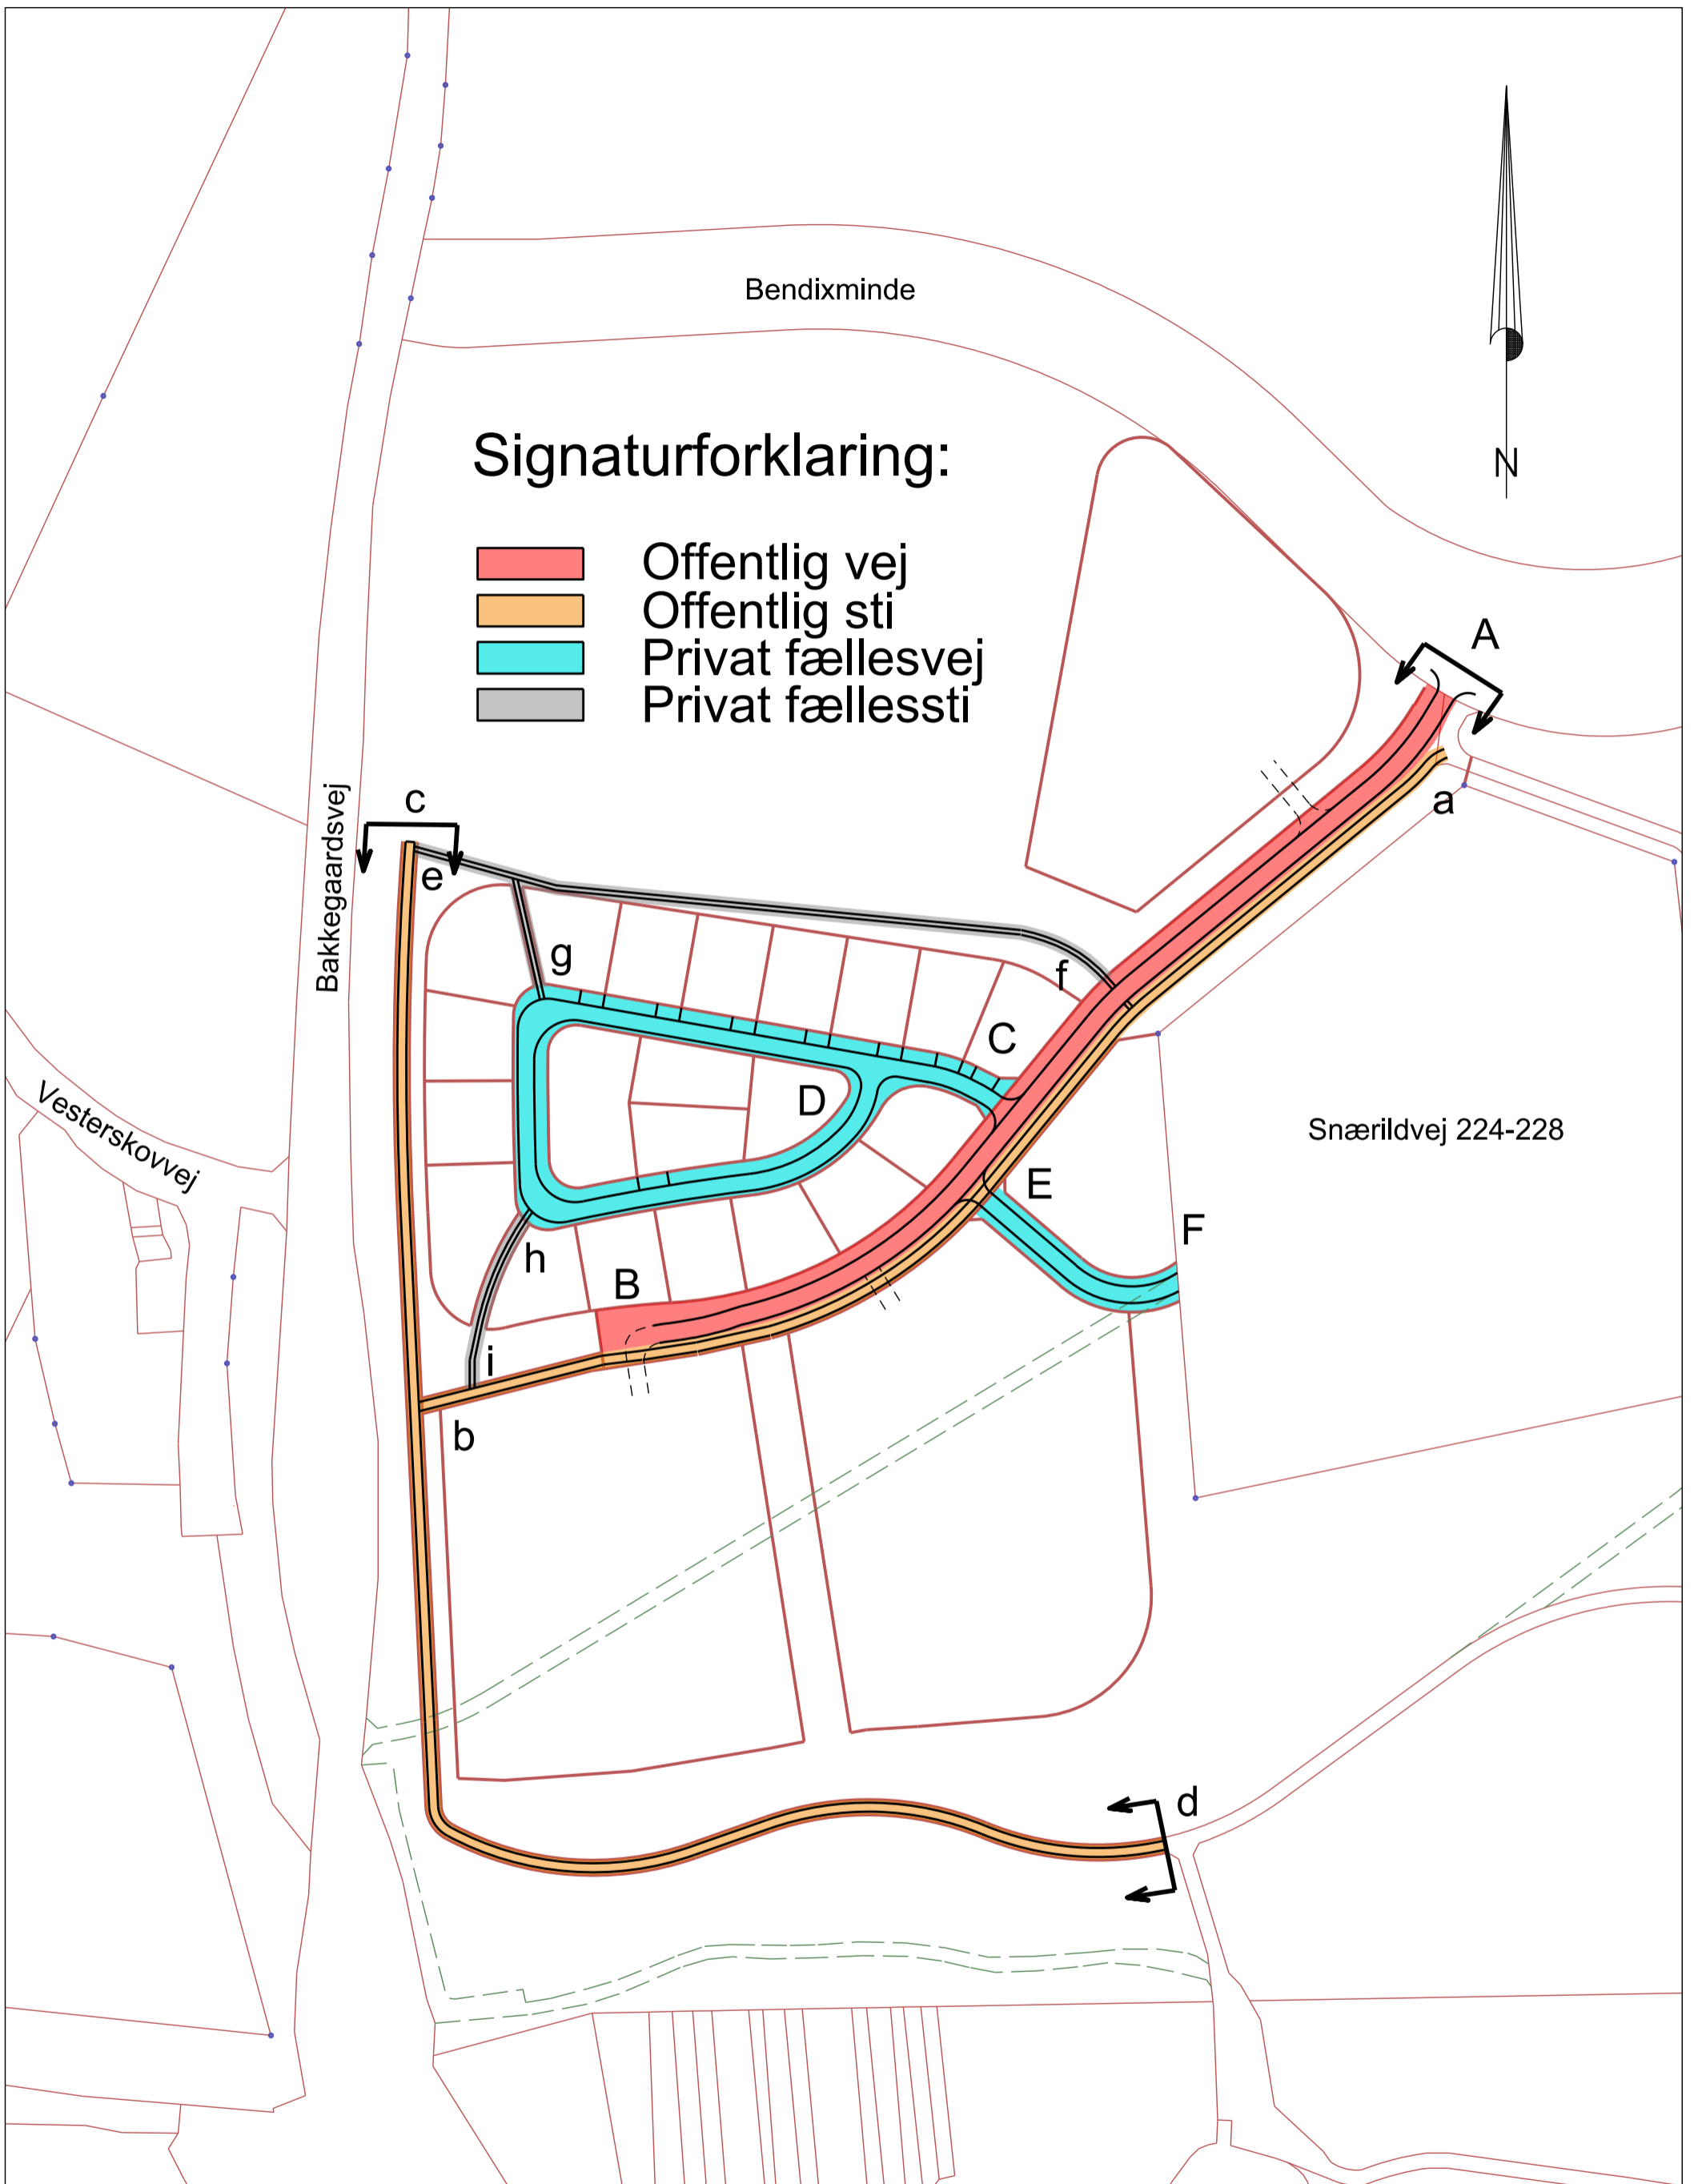 Bendixminde
Signaturforklaring:
N
Offentlig vej
Offentlig sti
Privat fællesvej
Privat fællessti
A
a
Bakkegaardsvej
c
e
g
f
C
D
Vesterskovvej
Snærildvej 224-228
E
F
h
B
i
b
d